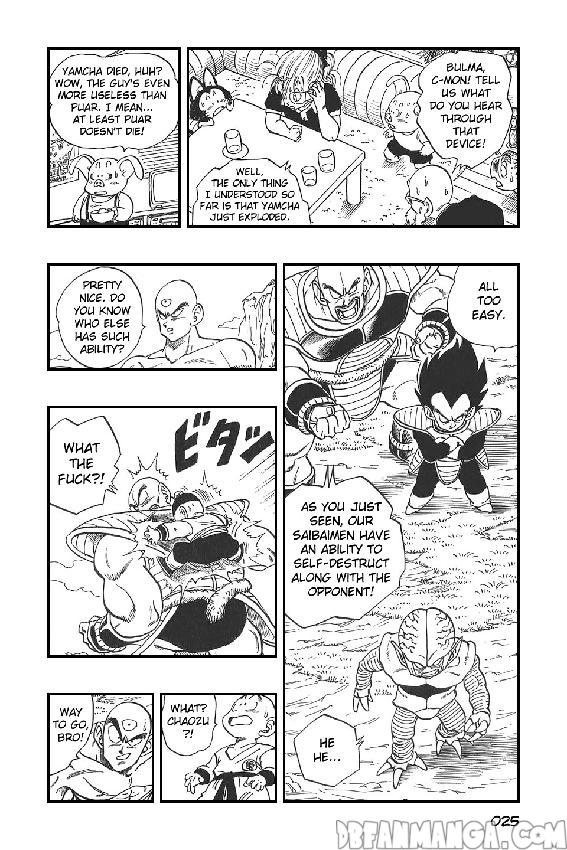 BULMA,
C-MON! TELL
US WHAT
DO YOU HEAR
THROUGH
THAT
DEVICE!
WELL,
THE ONLY THING
I UNDERSTOOD SO
FAR IS THAT YAMCHA
JUST EXPLODED.
YAMCHA DIED, HUH?
WOW, THE GUY'S EVEN
MORE USELESS THAN
PUAR. I MEAN...
AT LEAST PUAR
DOESN'T DIE!
ALL
TOO
EASY.
AS YOU JUST
SEEN, OUR
SAIBAIMEN HAVE
AN ABILITY TO
SELF-DESTRUCT
ALONG WITH THE
OPPONENT!
HE
HE...
PRETTY
NICE. DO
YOU KNOW
WHO ELSE
HAS SUCH
ABILITY?
ビタッ
WHAT
THE
FUCK?!
WHAT?
CHAOZU
?!
WAY TO
GO,
BRO!
025
DBFANMANGA.COM